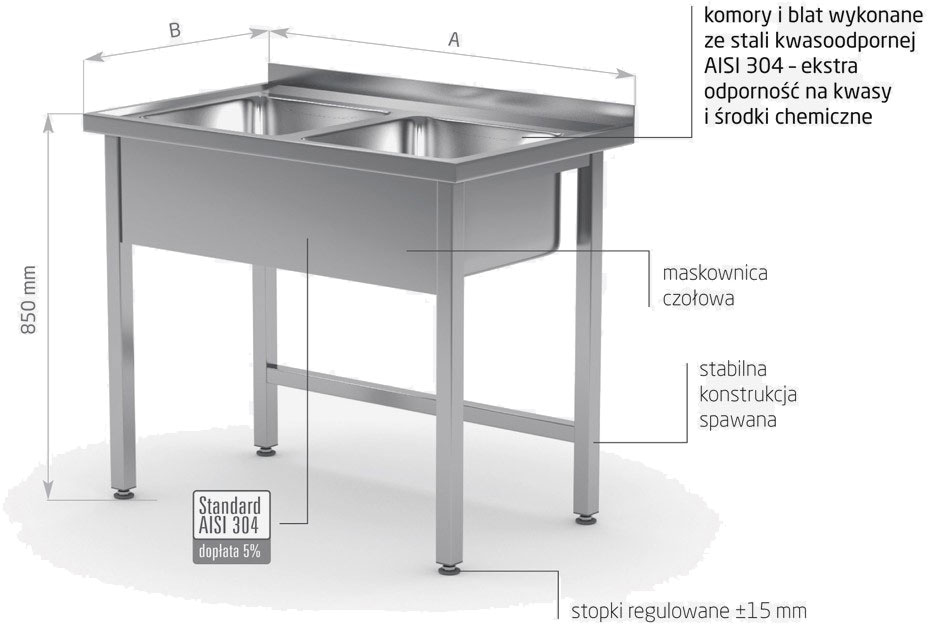 komory i blat wykonane
ze stali kwasoodpornej
AISI 304 – ekstra
odporność na kwasy
i środki chemiczne
B
A
850 mm
maskownica
czołowa
stabilna
konstrukcja
spawana
Standard
AISI 304
dopłata 5%
stopki regulowane ±15 mm